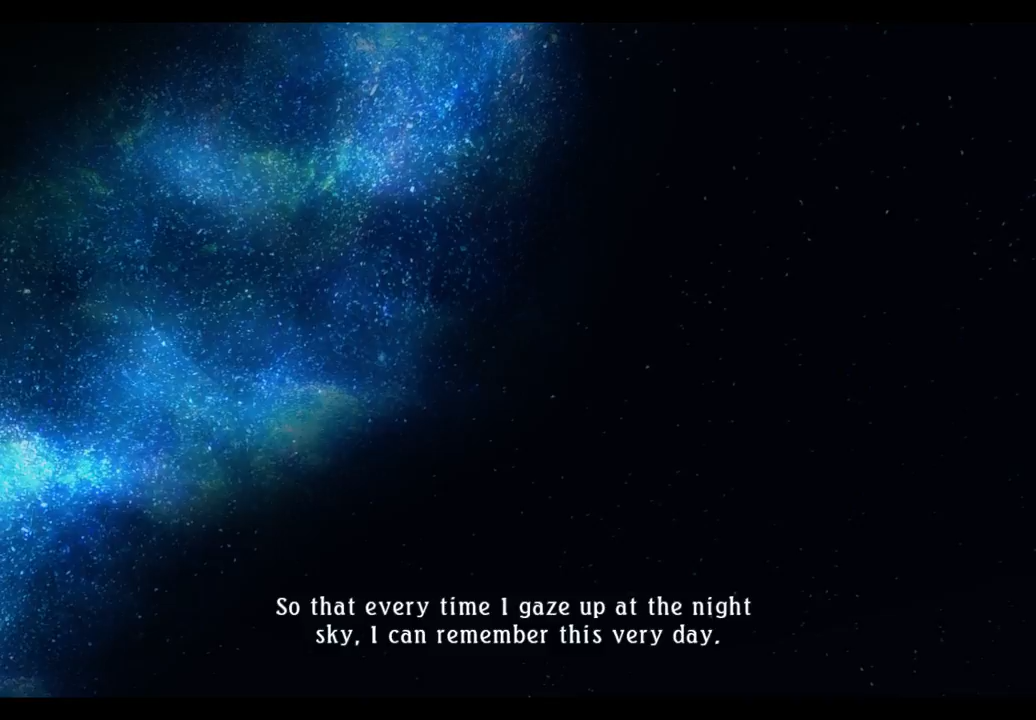 So that every time I gaze up at the night
sky, I can remember this very day.